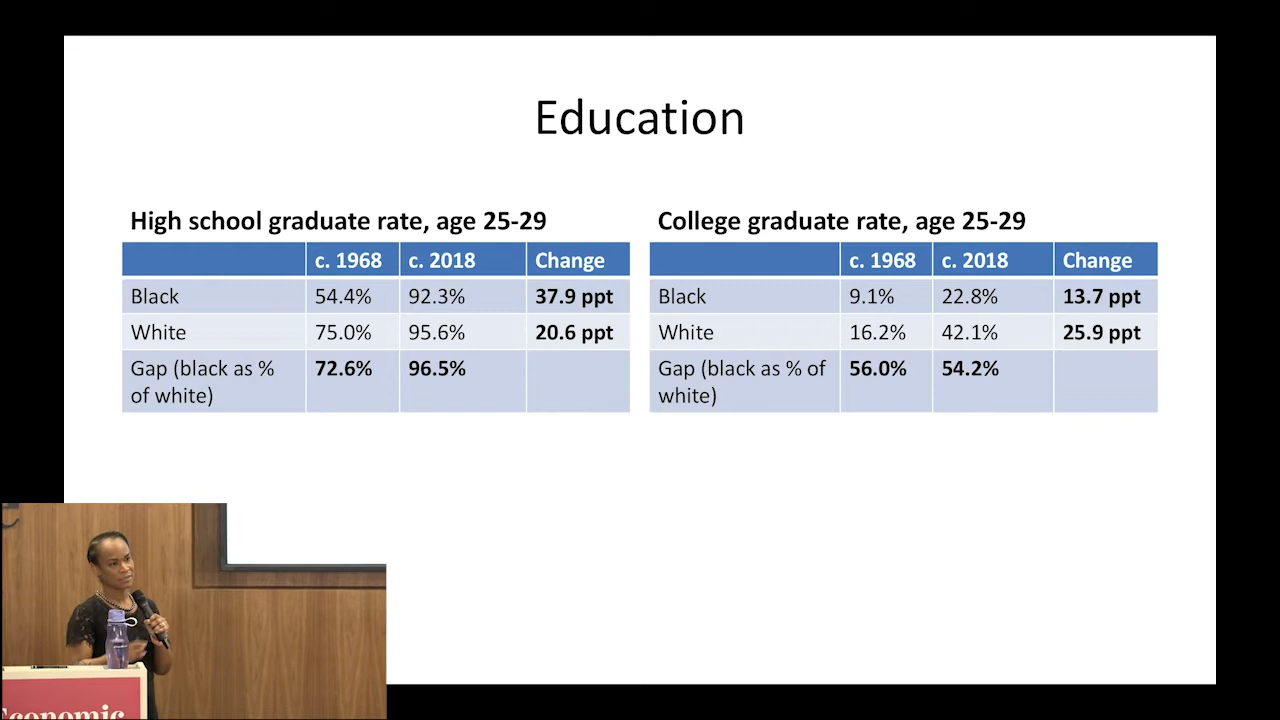 Education
High school graduate rate, age 25-29
c. 1968 c. 2018 Change
Black 54.4% 92.3% 37.9 ppt
White 75.0% 95.6% 20.6 ppt
Gap (black as % 72.6% 96.5%
of white)
College graduate rate, age 25-29
c. 1968 c. 2018 Change
Black 9.1% 22.8% 13.7 ppt
White 16.2% 42.1% 25.9 ppt
Gap (black as % of 56.0% 54.2%
white)
Economic